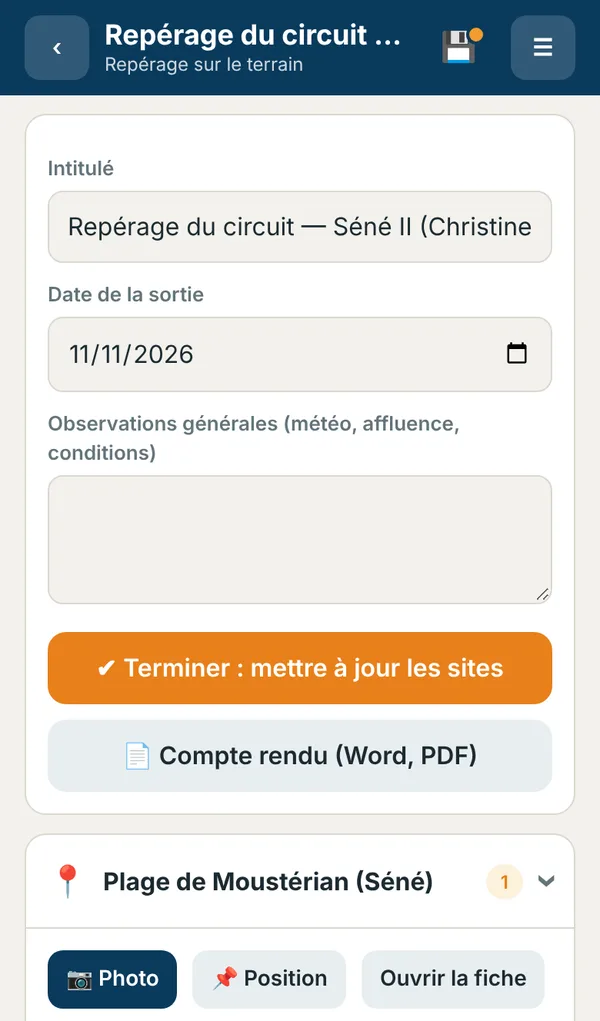 Repérage du circuit ...
Repérage sur le terrain
Intitulé
Repérage du circuit — Séné II (Christine
Date de la sortie
11/11/2026
Observations générales (météo, affluence,
conditions)
✔ Terminer : mettre à jour les sites
Compte rendu (Word, PDF)
Plage de Moustérian (Séné)
1
Photo
Position
Ouvrir la fiche